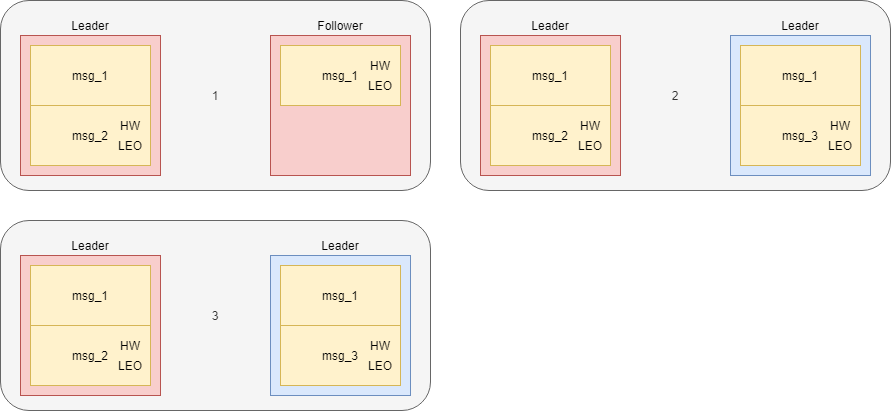 Leader
msg_1
msg_2
HW
LEO
1
Follower
msg_1
HW
LEO
Leader
msg_1
msg_2
HW
LEO
2
Leader
msg_1
msg_3
HW
LEO
Leader
msg_1
msg_2
HW
LEO
3
Leader
msg_1
msg_3
HW
LEO